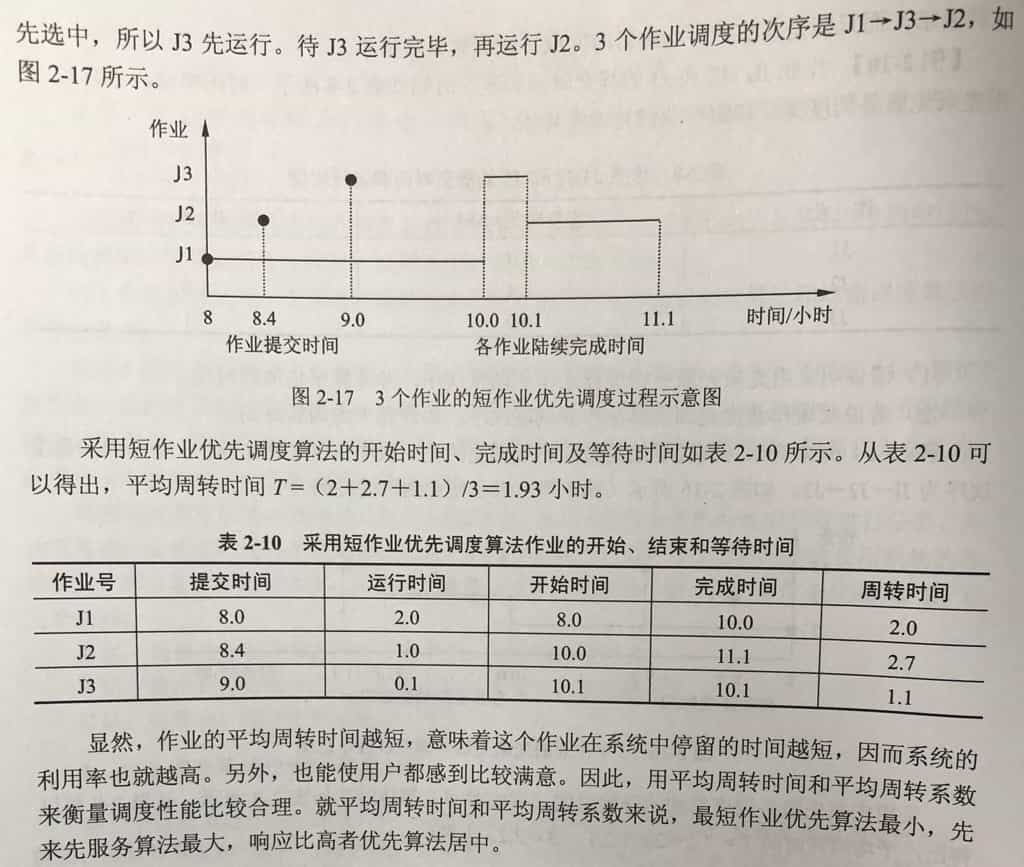 先选中，所以 J3 先运行。待 J3 运行完毕，再运行 J2。3 个作业调度的次序是 J1→J3→J2，如
图 2-17 所示。
作业
J3
J2
J1
8 8.4 9.0 10.0 10.1 11.1 时间/小时
作业提交时间 各作业陆续完成时间
图 2-17 3 个作业的短作业优先调度过程示意图
采用短作业优先调度算法的开始时间、完成时间及等待时间如表 2-10 所示。从表 2-10 可
以得出，平均周转时间 T=（2+2.7+1.1）/3=1.93 小时。
表 2-10 采用短作业优先调度算法作业的开始、结束和等待时间
作业号 提交时间 运行时间 开始时间 完成时间 周转时间
J1 8.0 2.0 8.0 10.0 2.0
J2 8.4 1.0 10.0 11.1 2.7
J3 9.0 0.1 10.1 10.1 1.1
显然，作业的平均周转时间越短，意味着这个作业在系统中停留的时间越短，因而系统的
利用率也就越高。另外，也能使用户都感到比较满意。因此，用平均周转时间和平均周转系数
来衡量调度性能比较合理。就平均周转时间和平均周转系数来说，最短作业优先算法最小，先
来先服务算法最大，响应比高者优先算法居中。